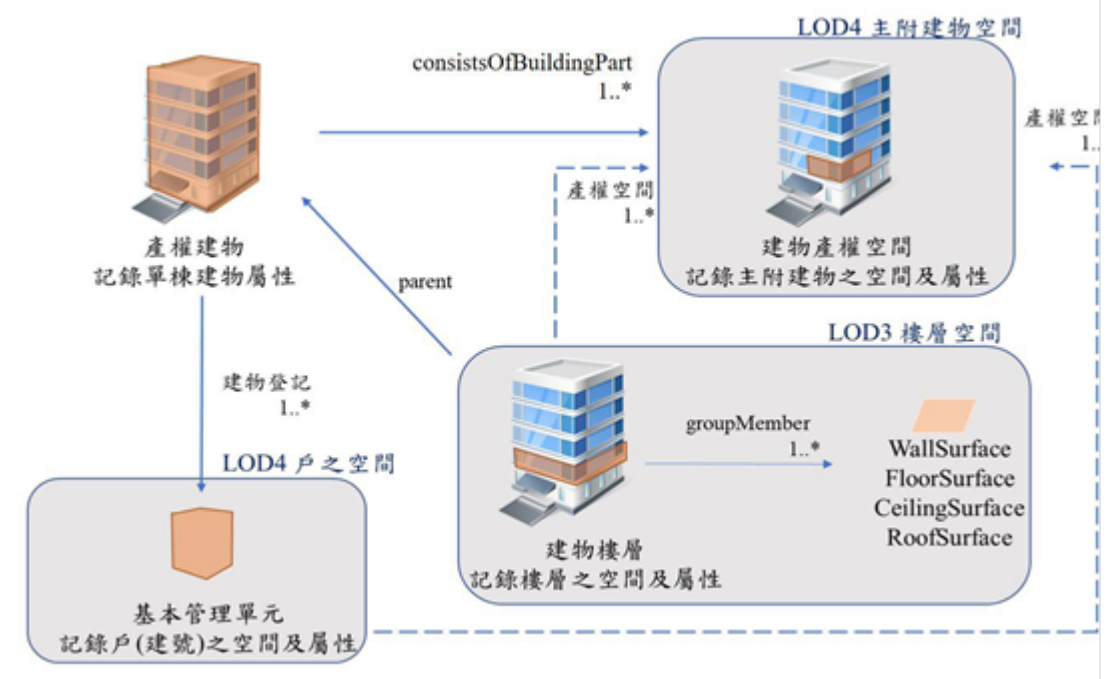 LOD4 主附建物空間
consistsOfBuildingPart
1..*
產權空間
1..
產權空間
1..*
產權建物
記錄單棟建物屬性
建物產權空間
記錄主附建物之空間及屬性
parent
LOD3 樓層空間
建物登記
1..*
groupMember
1..*
WallSurface
FloorSurface
CeilingSurface
RoofSurface
LOD4 戶之空間
建物樓層
記錄樓層之空間及屬性
基本管理單元
記錄戶(建號)之空間及屬性